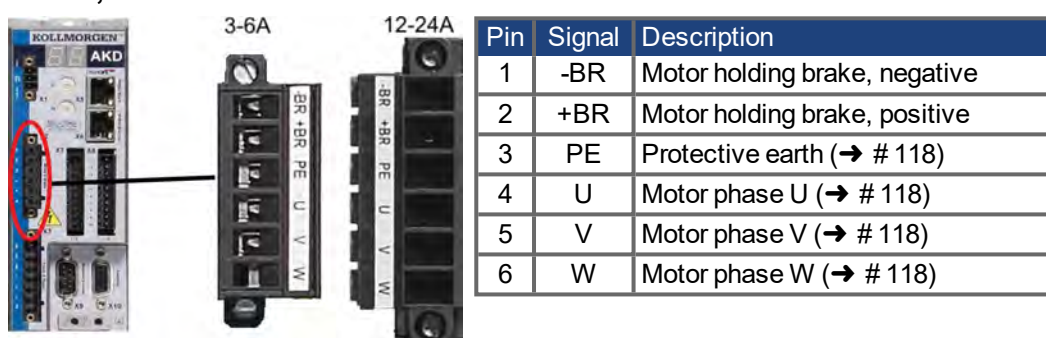 3-6A
12-24A
KOLLMORGEN
AKD
-BR +BR PE U V W
-BR +BR PE U V W
Pin Signal Description
1 -BR Motor holding brake, negative
2 +BR Motor holding brake, positive
3 PE Protective earth (➜ # 118)
4 U Motor phase U (➜ # 118)
5 V Motor phase V (➜ # 118)
6 W Motor phase W (➜ # 118)